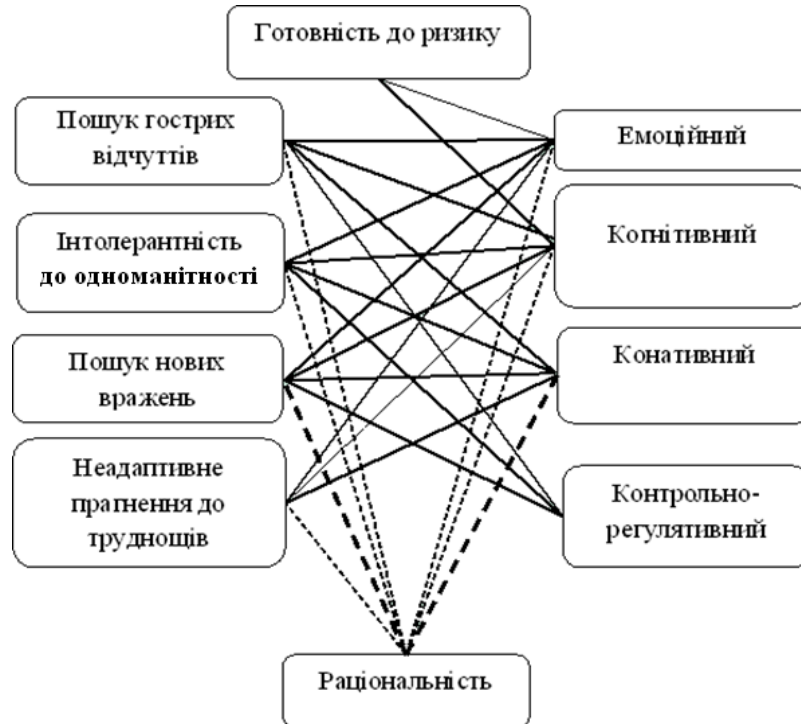 Готовність до ризику
Пошук гострих
відчуттів
Емоційний
Інтолерантність
до одноманітності
Когнітивний
Пошук нових
вражень
Конативний
Неадаптивне
прагнення до
труднощів
Контрольно-
регулятивний
Раціональність